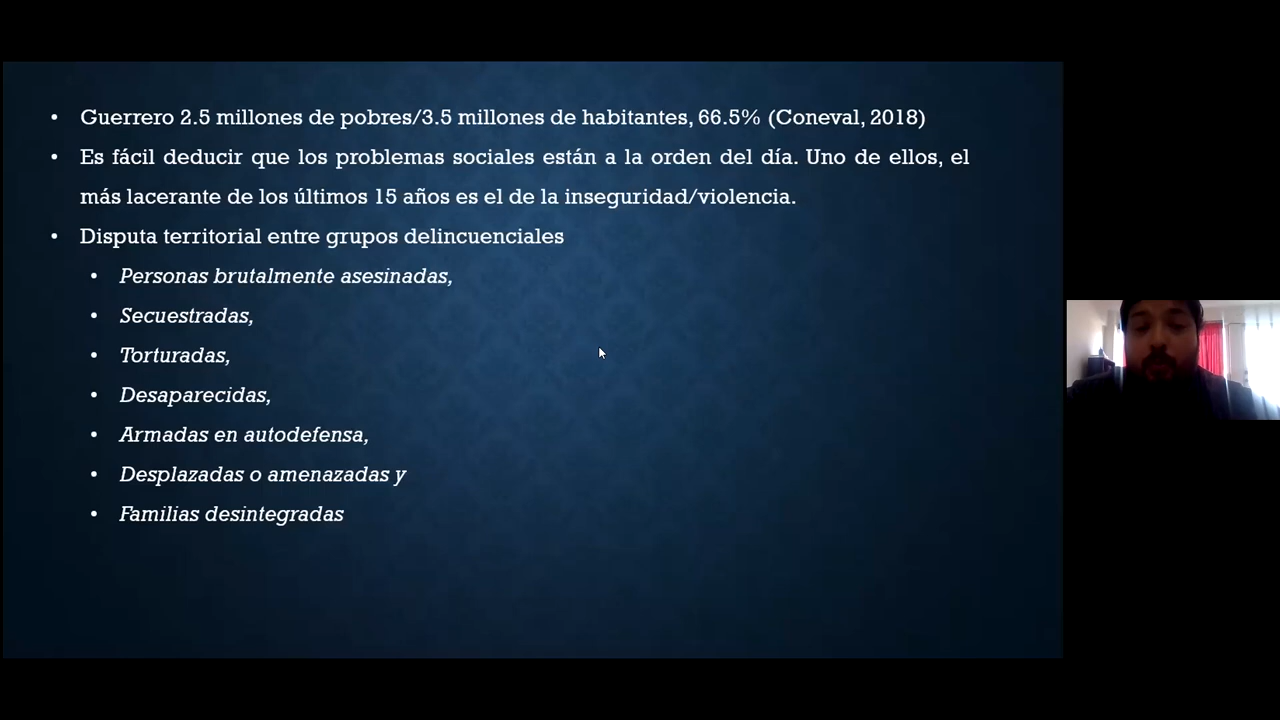 Guerrero 2.5 millones de pobres/3.5 millones de habitantes, 66.5% (Coneval, 2018)
Es fácil deducir que los problemas sociales están a la orden del día. Uno de ellos, el
más lacerante de los últimos 15 años es el de la inseguridad/violencia.
Disputa territorial entre grupos delincuenciales
Personas brutalmente asesinadas,
Secuestradas,
Torturadas,
Desaparecidas,
Armadas en autodefensa,
Desplazadas o amenazadas y
Familias desintegradas